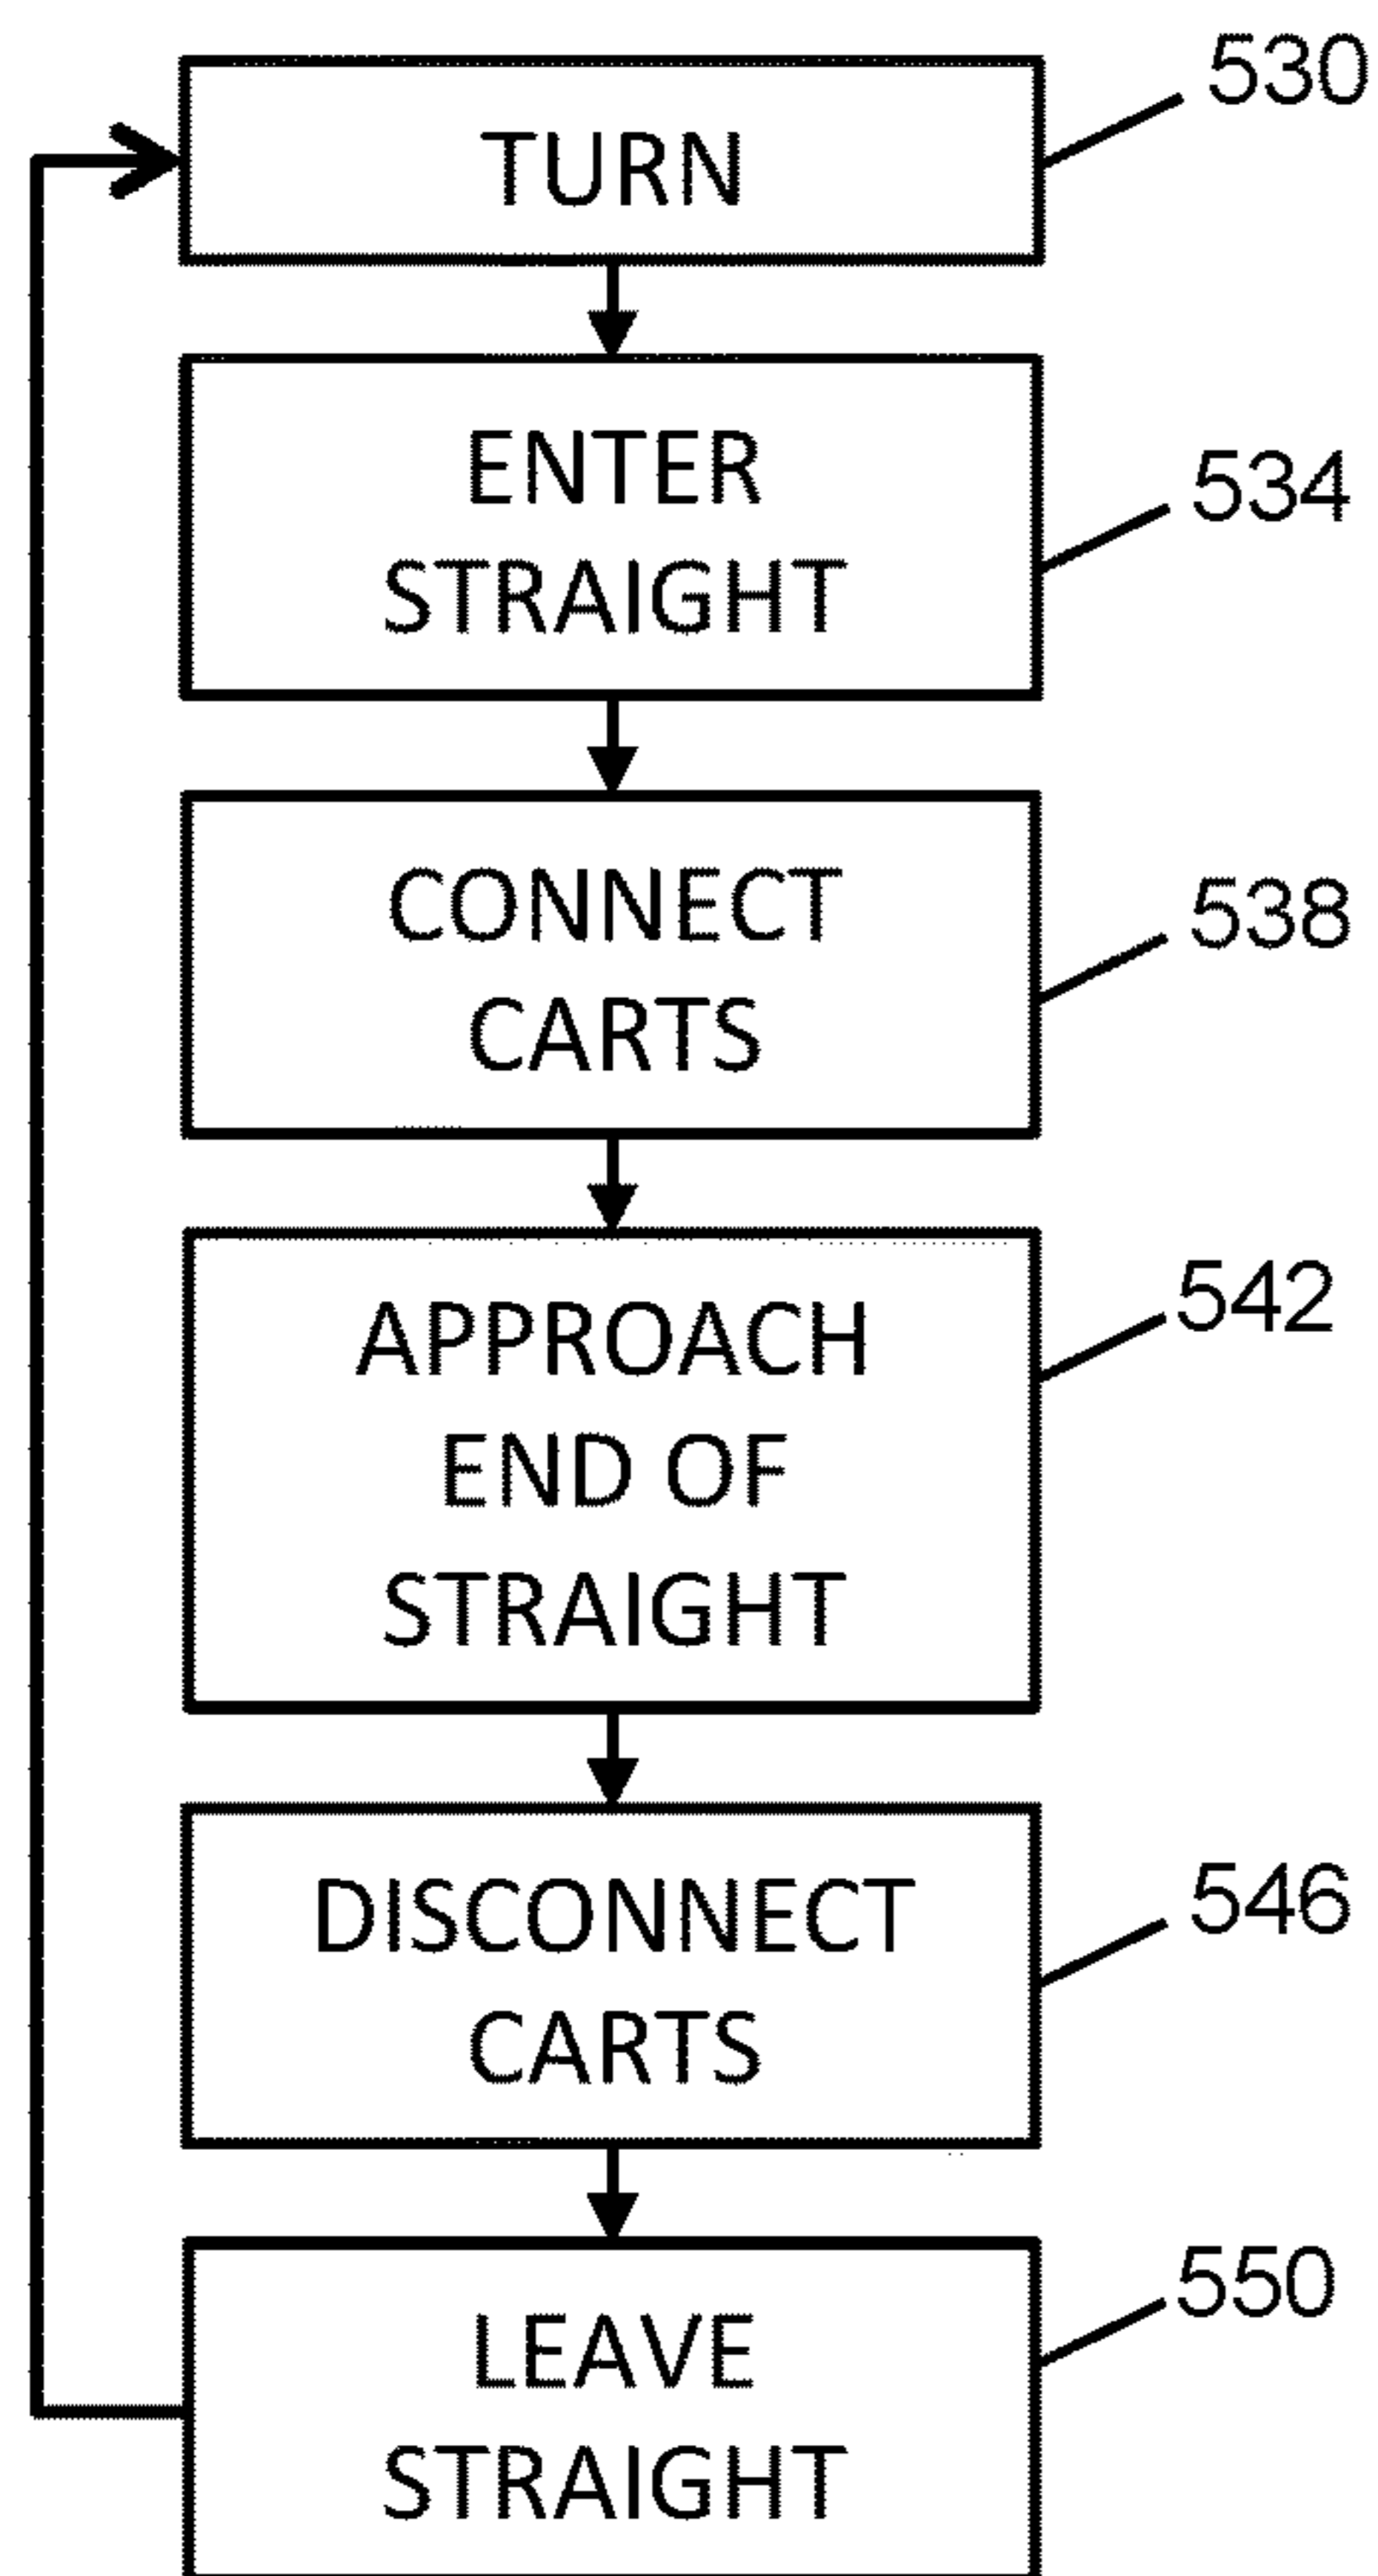 TURN
530
ENTER
STRAIGHT
534
CONNECT
CARTS
538
APPROACH
END OF
STRAIGHT
542
DISCONNECT
CARTS
546
LEAVE
STRAIGHT
550